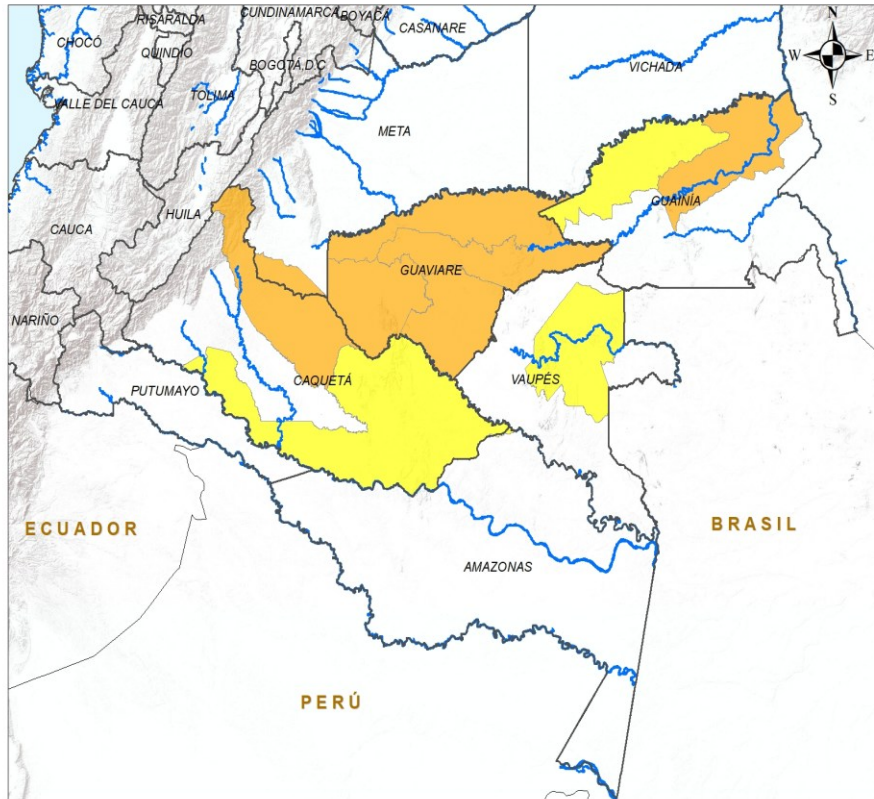 CUNDINAMARCA
BOYACÁ
RISARALDA
CASANARE
N
CHOCÓ
QUINDIO
BOGOTÁ,D.C
W
E
VICHADA
S
TOLIMA
VALLE DEL CAUCA
META
GUAINÍA
HUILA
CAUCA
GUAVIARE
NARIÑO
CAQUETÁ
VAUPÉS
PUTUMAYO
ECUADOR
BRASIL
AMAZONAS
PERÚ